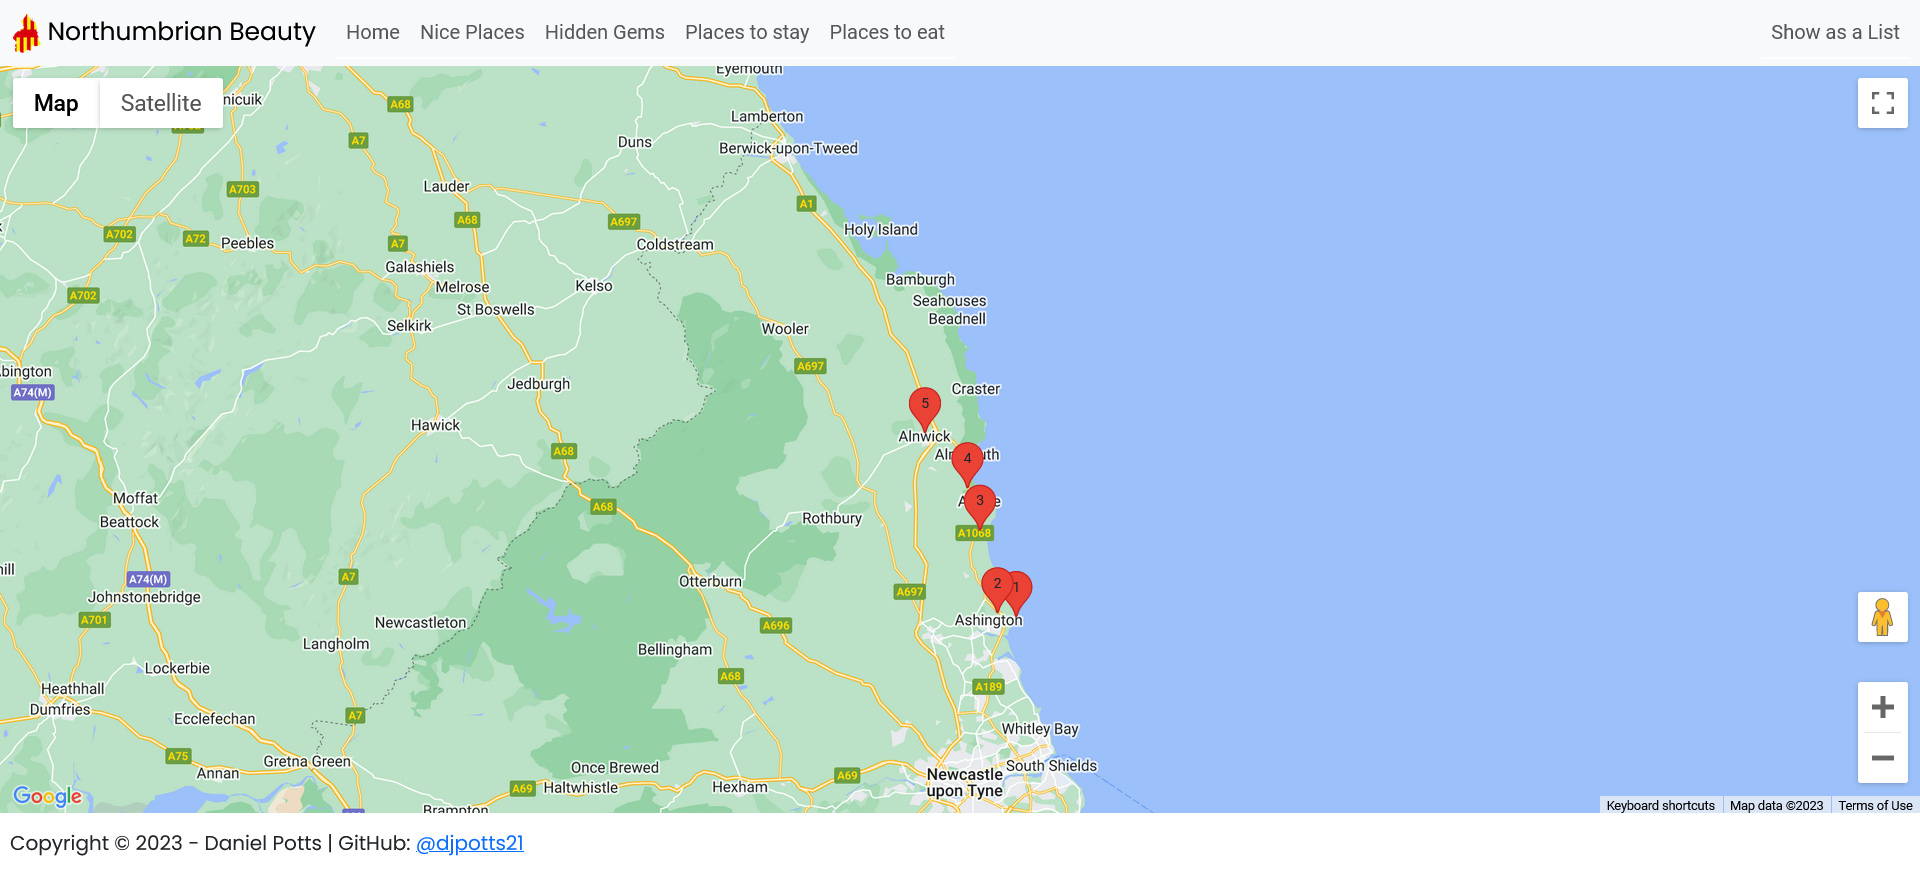 Northumbrian Beauty
Home
Nice Places
Hidden Gems
Places to stay
Places to eat
Show as a List
Map
Satellite
Eyemouth
nicuik
A68
Lamberton
A7
Duns
Berwick-upon-Tweed
A703
Lauder
A1
A68
A697
Holy Island
A702
A72
Peebles
A7
Coldstream
Galashiels
Bamburgh
Melrose
Kelso
A702
Seahouses
St Boswells
Beadnell
Selkirk
Wooler
A697
bington
A74(M)
Jedburgh
Craster
5
Hawick
Alnwick
A68
Aln
uth
4
Moffat
A68
A
e
3
Beattock
Rothbury
A1068
ill
A7
A74(M)
Otterburn
2
1
Johnstonebridge
A697
A701
Newcastleton
A696
Ashington
Langholm
Bellingham
Lockerbie
A68
Heathhall
A189
Dumfries
Ecclefechan
A7
Whitley Bay
A75
Gretna Green
Once Brewed
South Shields
Annan
A69
Haltwhistle
Hexham
A69
Newcastle
upon Tyne
Google
Brampton
Keyboard shortcuts
Map data ©2023
Terms of Use
Copyright © 2023 - Daniel Potts | GitHub: @djpotts21